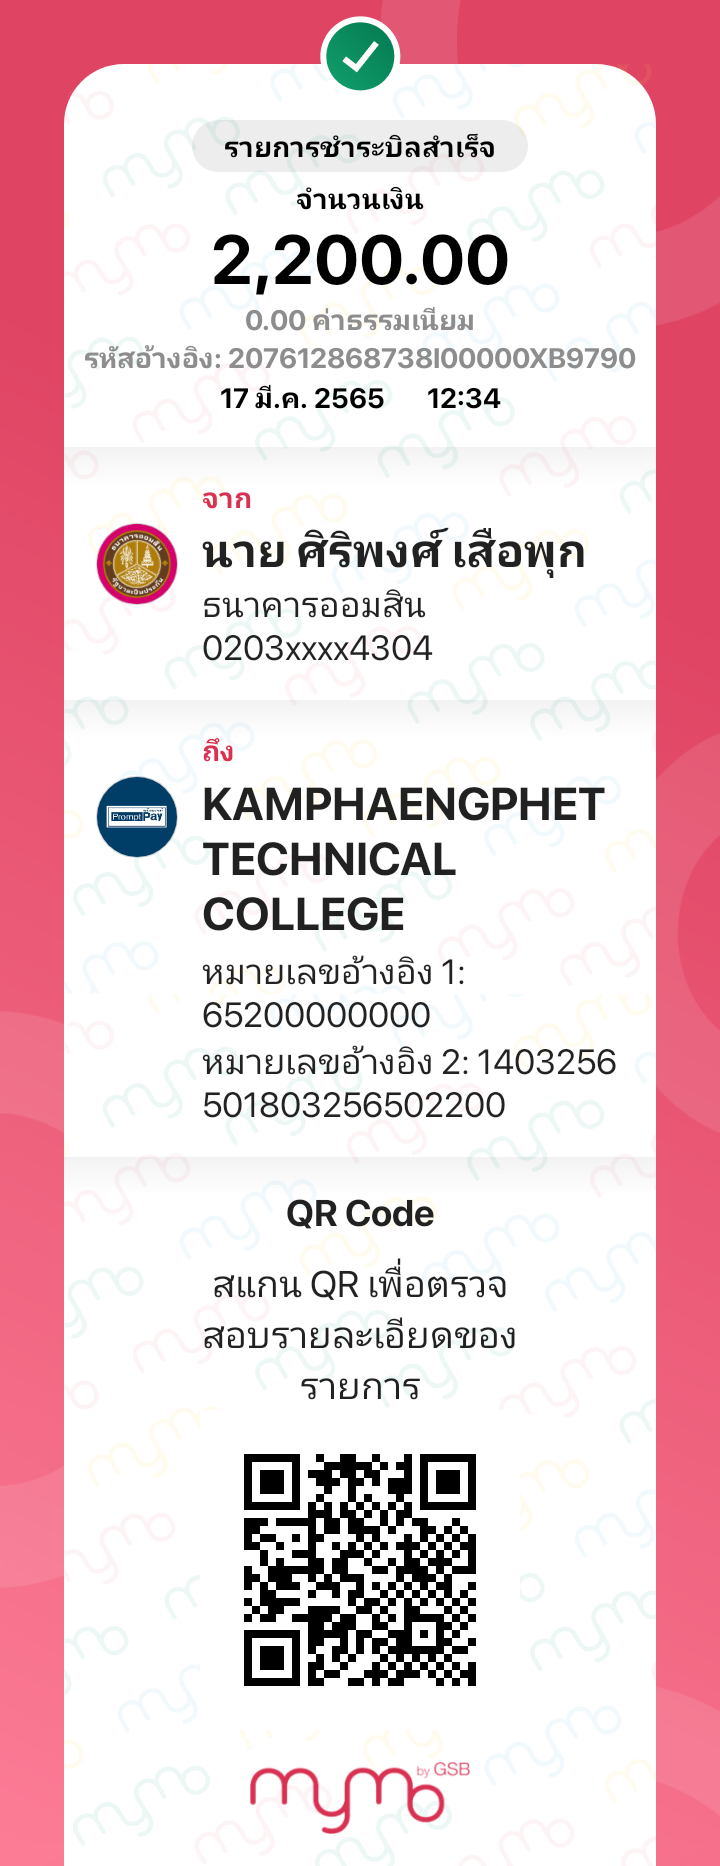 รายการชำระบิลสำเร็จ
จำนวนเงิน
2,200.00
0.00 ค่าธรรมเนียม
รหัสอ้างอิง: 207612868738I00000XB9790
17 มี.ค. 2565 12:34
จาก
นาย ศิริพงศ์ เสือพุก
ธนาคารออมสิน
0203xxxx4304
ถึง
PromptPay
KAMPHAENGPHET
TECHNICAL
COLLEGE
หมายเลขอ้างอิง 1:
65200000000
หมายเลขอ้างอิง 2: 1403256
501803256502200
QR Code
สแกน QR เพื่อตรวจ
สอบรายละเอียดของ
รายการ
mymo by GSB